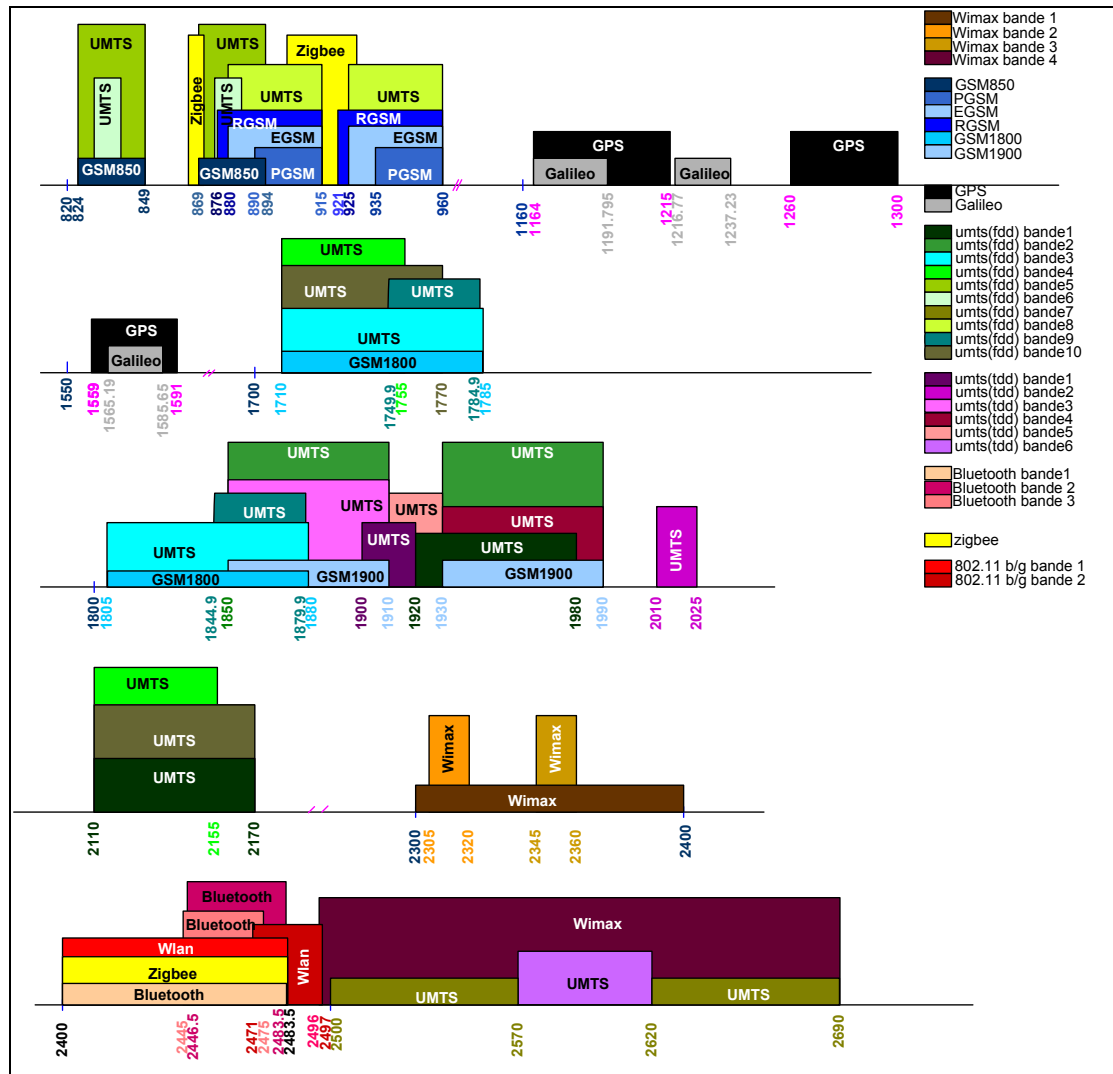 UMTS
UMTS
Zigbee
UMTS
Zigbee
UMTS
UMTS
UMTS
UMTS
RGSM
RGSM
EGSM
EGSM
GSM850
GSM850
PGSM
PGSM
GPS
GPS
Galileo
Galileo
820
824
849
869
876
880
890
894
915
921
925
935
960
1160
1164
1191.795
1215
1216.77
1237.23
1260
1300
UMTS
UMTS
UMTS
UMTS
GSM1800
GPS
Galileo
1550
1559
1565.19
1585.65
1591
1700
1710
1749.9
1755
1770
1784.9
1785
UMTS
UMTS
UMTS
UMTS
UMTS
UMTS
UMTS
UMTS
UMTS
UMTS
GSM1800
GSM1900
GSM1900
1800
1805
1844.9
1850
1879.9
1880
1900
1910
1920
1930
1980
1990
2010
2025
UMTS
UMTS
UMTS
Wimax
Wimax
Wimax
2110
2155
2170
2300
2305
2320
2345
2360
2400
Bluetooth
Bluetooth
Wlan
Zigbee
Bluetooth
Wlan
Wimax
UMTS
UMTS
UMTS
2400
2445
2446.5
2471
2475
2483.5
2483.5
2496
2497
2500
2570
2620
2690
Wimax bande 1
Wimax bande 2
Wimax bande 3
Wimax bande 4
GSM850
PGSM
EGSM
RGSM
GSM1800
GSM1900
GPS
Galileo
umts(fdd) bande1
umts(fdd) bande2
umts(fdd) bande3
umts(fdd) bande4
umts(fdd) bande5
umts(fdd) bande6
umts(fdd) bande7
umts(fdd) bande8
umts(fdd) bande9
umts(fdd) bande10
umts(tdd) bande1
umts(tdd) bande2
umts(tdd) bande3
umts(tdd) bande4
umts(tdd) bande5
umts(tdd) bande6
Bluetooth bande1
Bluetooth bande 2
Bluetooth bande 3
zigbee
802.11 b/g bande 1
802.11 b/g bande 2